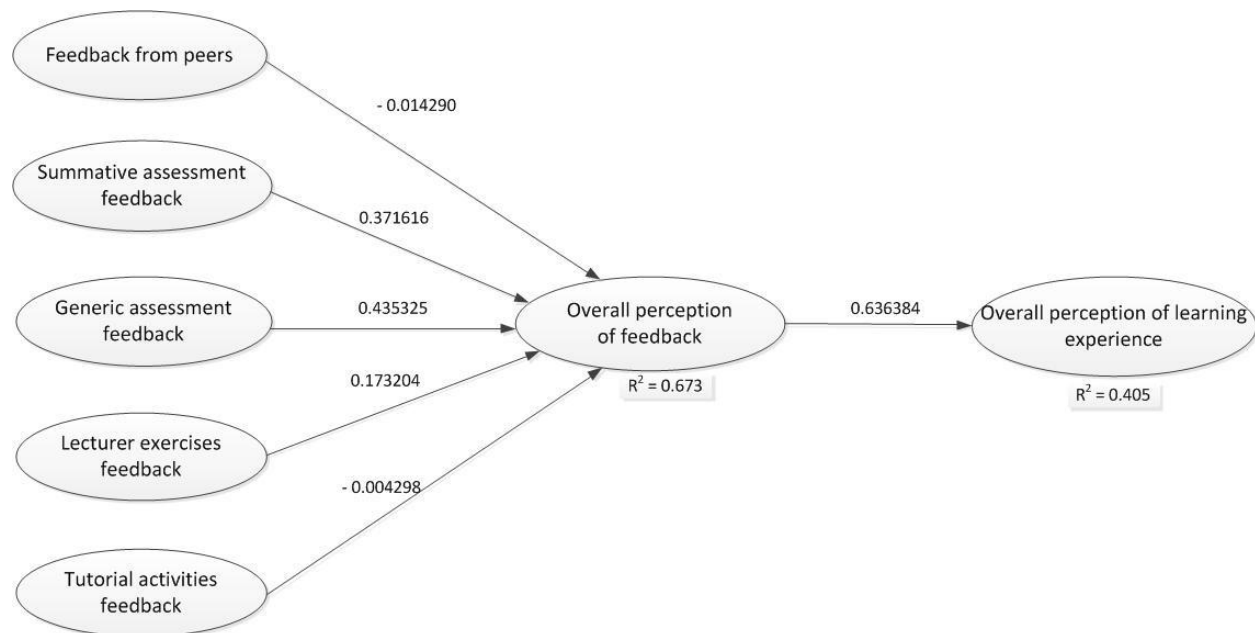 Feedback from peers
- 0.014290
Summative assessment
feedback
0.371616
Generic assessment
feedback
0.435325
Overall perception
of feedback
R² = 0.673
0.636384
Overall perception of learning
experience
R² = 0.405
0.173204
Lecturer exercises
feedback
- 0.004298
Tutorial activities
feedback